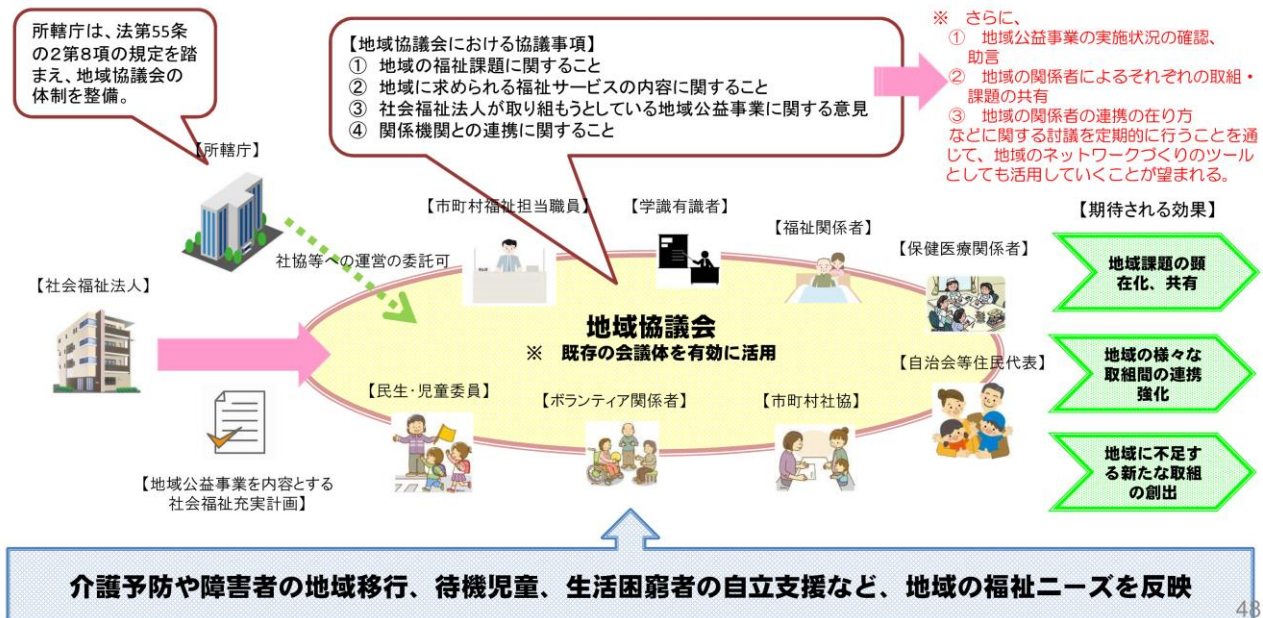 所轄庁は、法第55条
の2第8項の規定を踏
まえ、地域協議会の
体制を整備。
【地域協議会における協議事項】
① 地域の福祉課題に関すること
② 地域に求められる福祉サービスの内容に関すること
③ 社会福祉法人が取り組もうとしている地域公益事業に関する意見
④ 関係機関との連携に関すること
※ さらに、
① 地域公益事業の実施状況の確認、
助言
② 地域の関係者によるそれぞれの取組・
課題の共有
③ 地域の関係者の連携の在り方
などに関する討議を定期的に行うことを通
じて、地域のネットワークづくりのツール
としても活用していくことが望まれる。
【所轄庁】
【市町村福祉担当職員】
【学識有識者】
【福祉関係者】
【保健医療関係者】
【期待される効果】
社協等への運営の委託可
【社会福祉法人】
地域課題の顕
在化、共有
地域協議会
※ 既存の会議体を有効に活用
地域の様々な
取組間の連携
強化
【民生・児童委員】
【ボランティア関係者】
【市町村社協】
【自治会等住民代表】
地域に不足す
る新たな取組
の創出
【地域公益事業を内容とする
社会福祉充実計画】
介護予防や障害者の地域移行、待機児童、生活困窮者の自立支援など、地域の福祉ニーズを反映
48